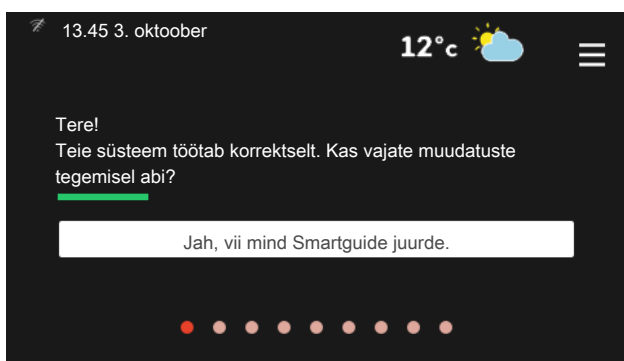 13.45 3. oktoober
12°c
Tere!
Teie süsteem töötab korrektselt. Kas vajate muudatuste
tegemisel abi?
Jah, vii mind Smartguide juurde.